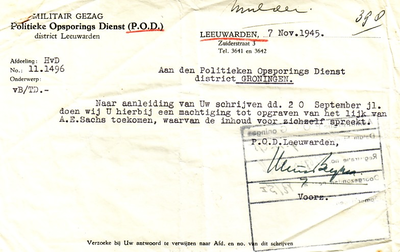 Mulder.
398
MILITAIR GEZAG
Politieke Opsporings Dienst (P.O.D.)
district Leeuwarden
LEEUWARDEN, 7 Nov. 1945.
Zuiderstraat 3
Tel. 3641 en 3642
Afdeeling: HvD
No.: 11.1496
Onderwerp:
vB/TD.-
Aan den Politieken Opsporings Dienst
district GRONINGEN.
Naar aanleiding van Uw schrijven dd. 20 September jl.
doen wij U hierbij een machtiging tot opgraven van het lijk van
A.E.Sachs toekomen, waarvan de inhoud voor zichzelf spreekt.
P.O.D.Leeuwarden,
Voorz.
Verzoeke bij Uw antwoord te verwijzen naar Afd. en no. van dit schrijven